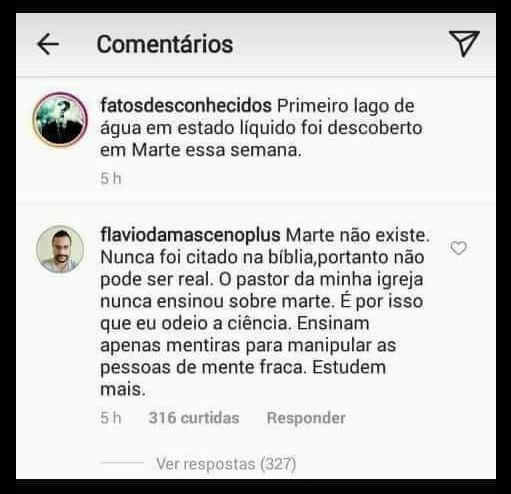 Comentários
fatosdesconhecidos Primeiro lago de
água em estado líquido foi descoberto
em Marte essa semana.
5 h
flaviodamascenoplus Marte não existe.
Nunca foi citado na bíblia,portanto não
pode ser real. O pastor da minha igreja
nunca ensinou sobre marte. É por isso
que eu odeio a ciência. Ensinam
apenas mentiras para manipular as
pessoas de mente fraca. Estudem
mais.
5 h 316 curtidas Responder
Ver respostas (327)